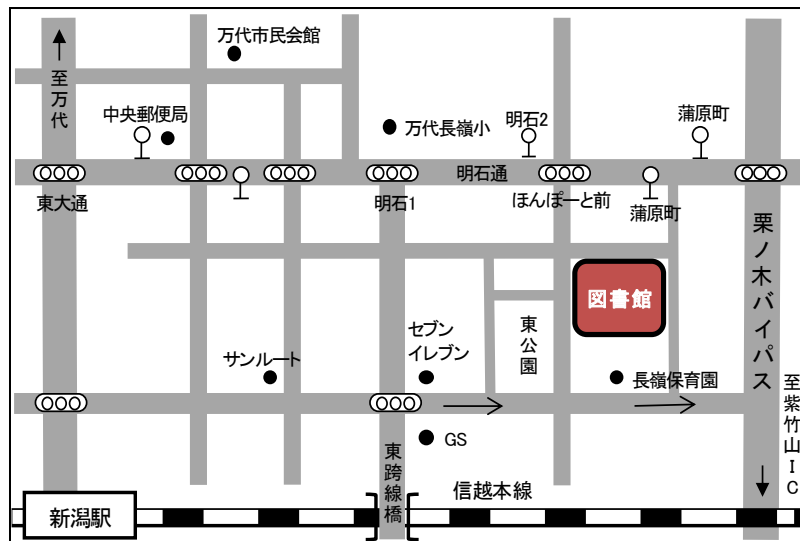 万代市民会館
至万代
中央郵便局
万代長嶺小
明石2
蒲原町
東大通
明石1
明石通
ほんぽーと前
蒲原町
栗ノ木バイパス
図書館
東公園
セブン
イレブン
サンルート
長嶺保育園
至紫竹山IC
GS
東跨線橋
信越本線
新潟駅